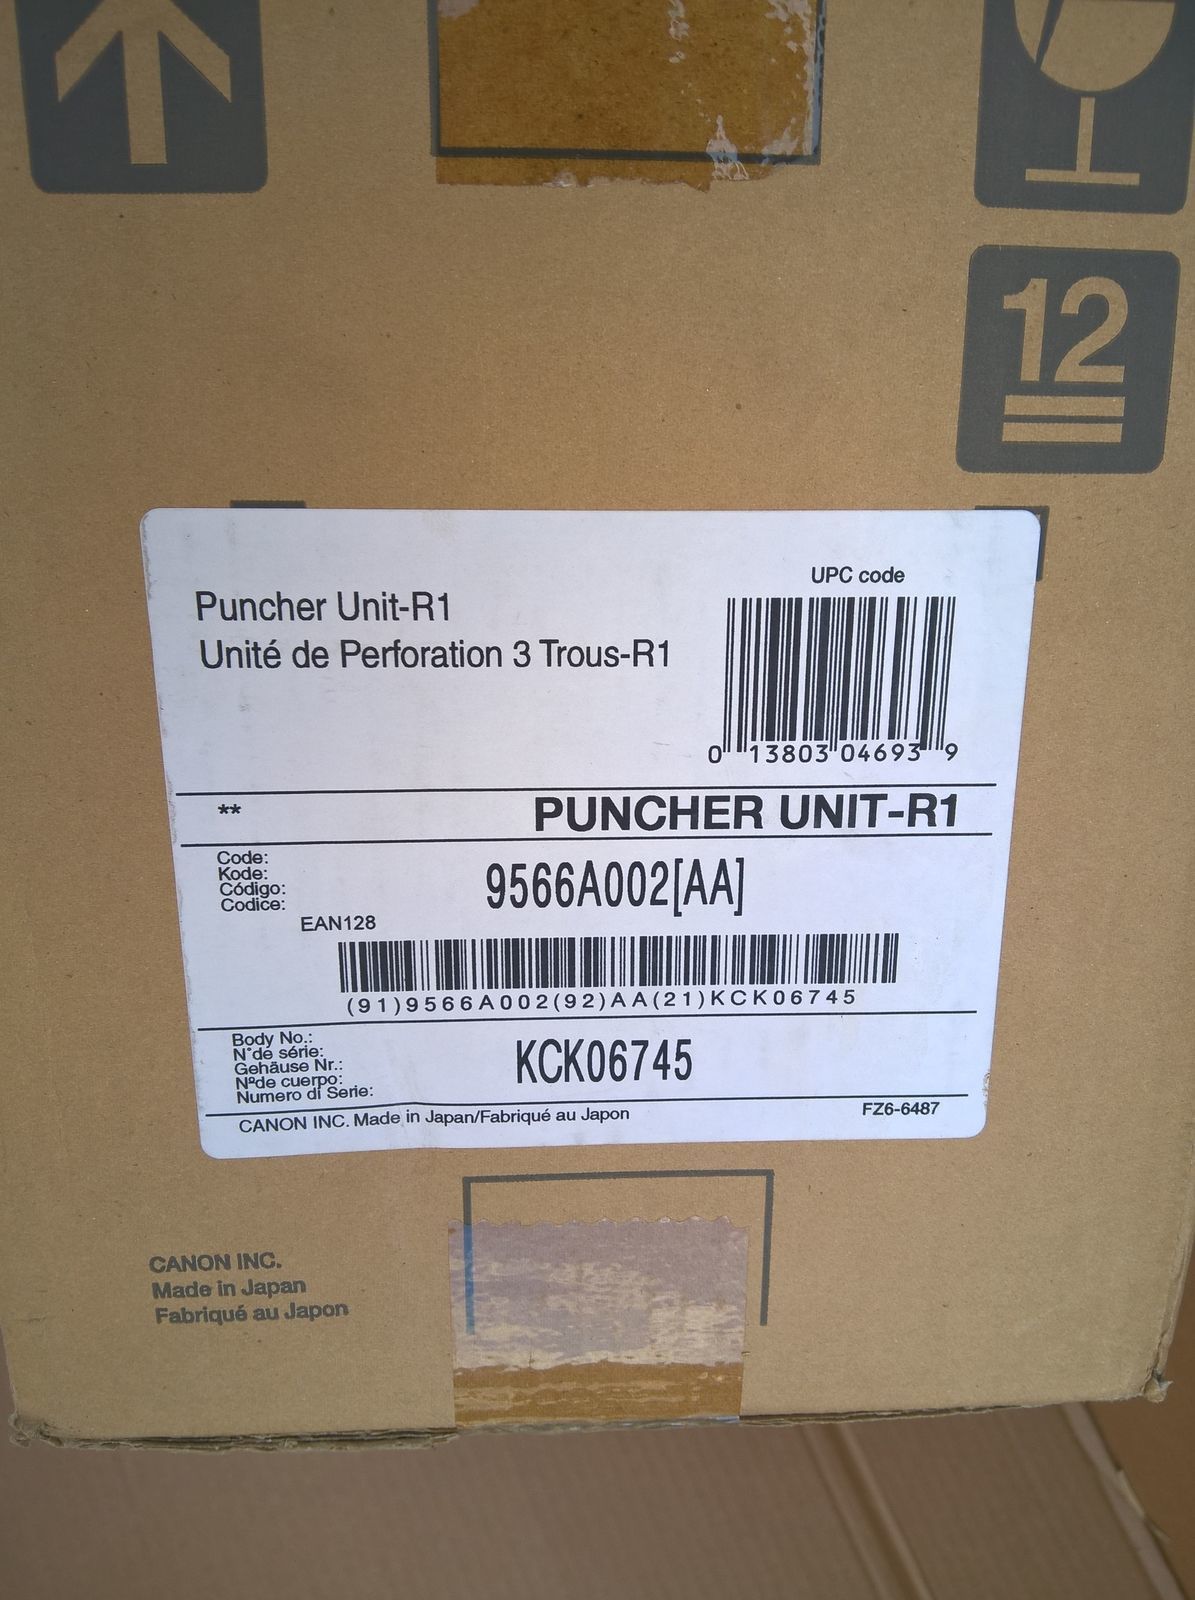 12
UPC code
Puncher Unit-R1
Unité de Perforation 3 Trous-R1
0 13803 04693 9
** PUNCHER UNIT-R1
Code:
Kode:
Código:
Codice:
9566A002[AA]
EAN128
(91)9566A002(92)AA(21)KCK06745
Body No.:
N°de série:
Gehäuse Nr.:
Nºde cuerpo:
Numero di Serie:
KCK06745
CANON INC. Made in Japan/Fabriqué au Japon
FZ6-6487
CANON INC.
Made in Japan
Fabriqué au Japon